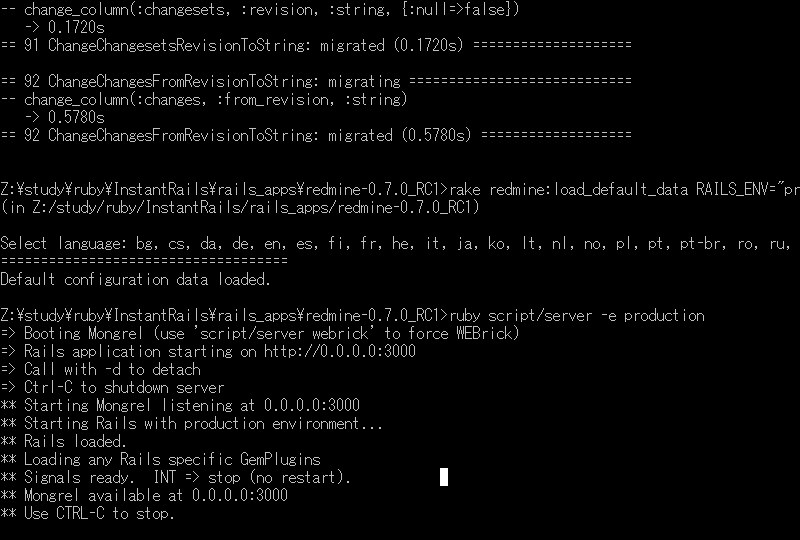 -- change_column(:changesets, :revision, :string, {:null=>false})
   -> 0.1720s
== 91 ChangeChangesetsRevisionToString: migrated (0.1720s) ====================
== 92 ChangeChangesFromRevisionToString: migrating ============================
-- change_column(:changes, :from_revision, :string)
   -> 0.5780s
== 92 ChangeChangesFromRevisionToString: migrated (0.5780s) ===================
Z:¥study¥ruby¥InstantRails¥rails_apps¥redmine-0.7.0_RC1>rake redmine:load_default_data RAILS_ENV="pr
(in Z:/study/ruby/InstantRails/rails_apps/redmine-0.7.0_RC1)
Select language: bg, cs, da, de, en, es, fi, fr, he, it, ja, ko, lt, nl, no, pl, pt, pt-br, ro, ru,
====================================
Default configuration data loaded.
Z:¥study¥ruby¥InstantRails¥rails_apps¥redmine-0.7.0_RC1>ruby script/server -e production
=> Booting Mongrel (use 'script/server webrick' to force WEBrick)
=> Rails application starting on http://0.0.0.0:3000
=> Call with -d to detach
=> Ctrl-C to shutdown server
** Starting Mongrel listening at 0.0.0.0:3000
** Starting Rails with production environment...
** Rails loaded.
** Loading any Rails specific GemPlugins
** Signals ready.  INT => stop (no restart).
** Mongrel available at 0.0.0.0:3000
** Use CTRL-C to stop.